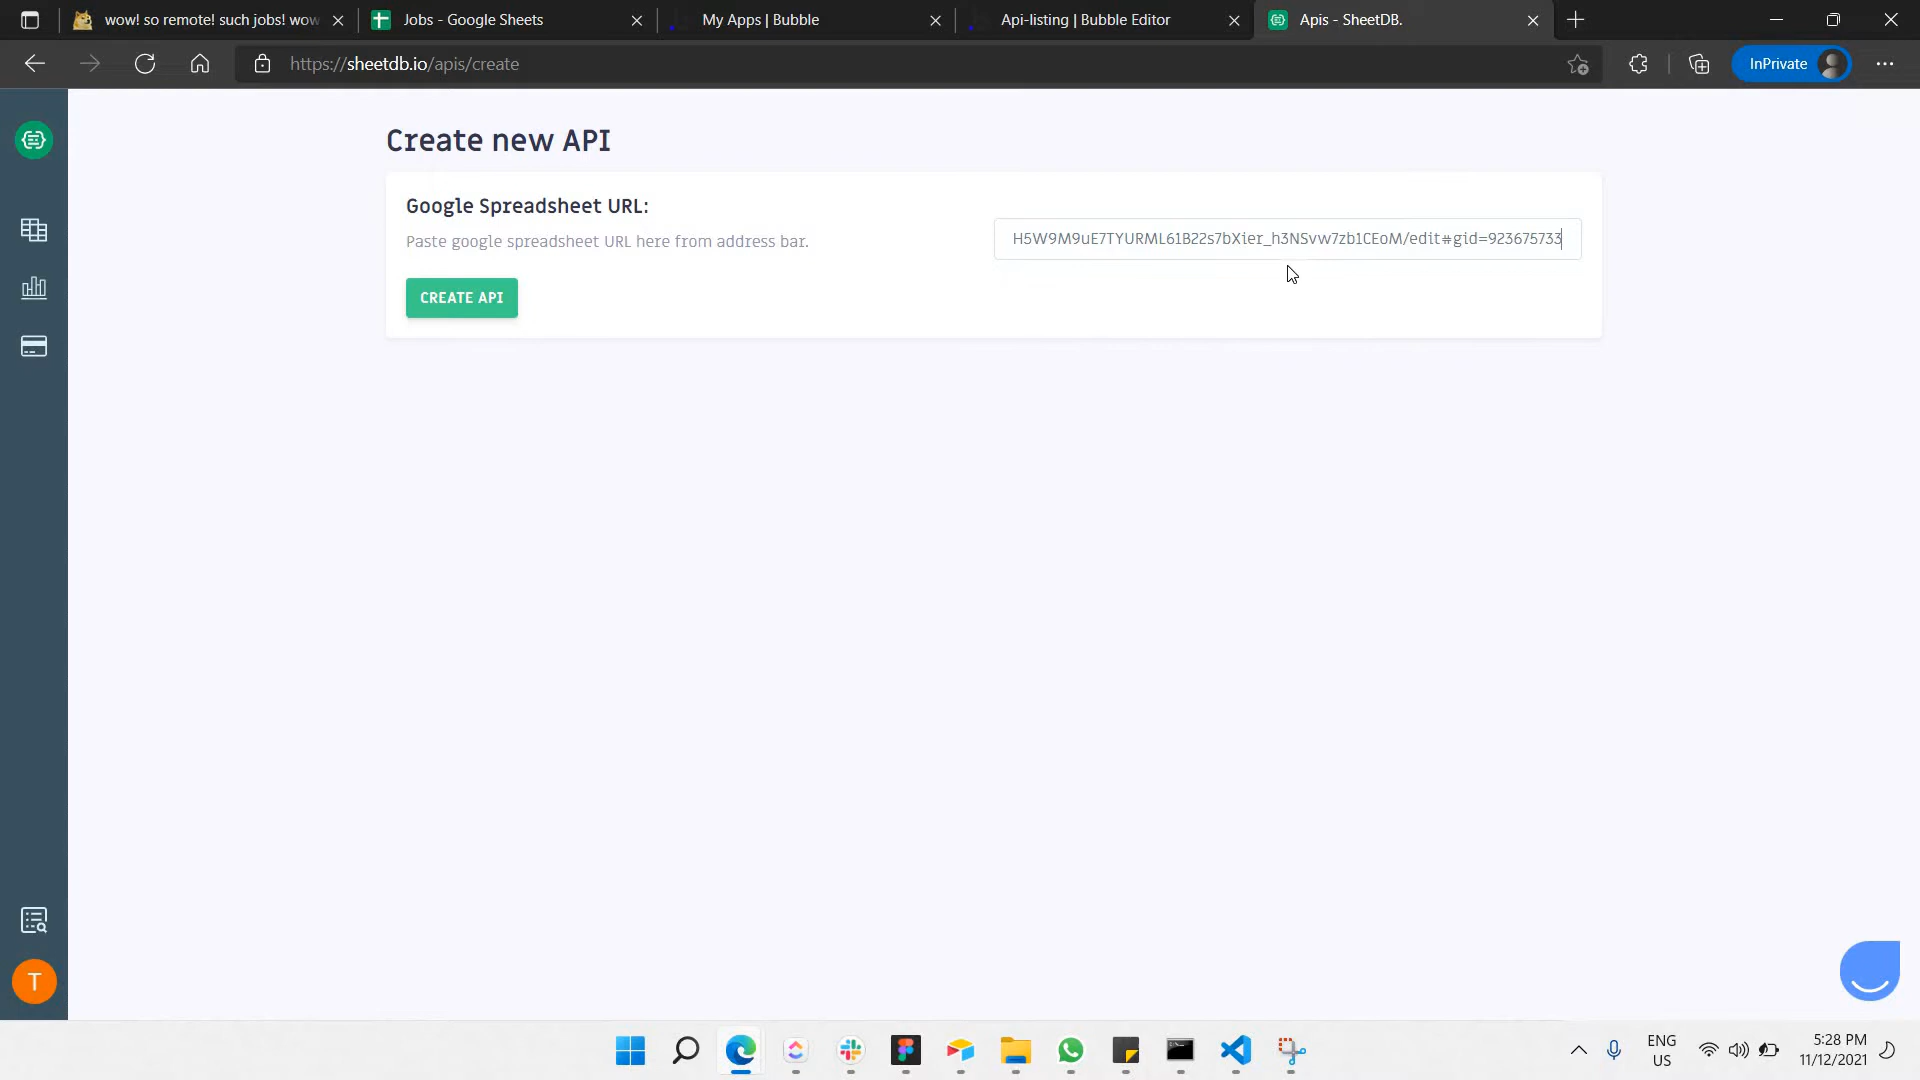 wow! so remote! such jobs! wow
Jobs - Google Sheets
My Apps | Bubble
Api-listing | Bubble Editor
Apis - SheetDB.
https://sheetdb.io/apis/create
InPrivate
Create new API
Google Spreadsheet URL:
Paste google spreadsheet URL here from address bar.
H5W9M9uE7TYURML61B22s7bXier_h3NSvw7zb1CEoM/edit#gid=923675733
CREATE API
T
ENG
US
5:28 PM
11/12/2021